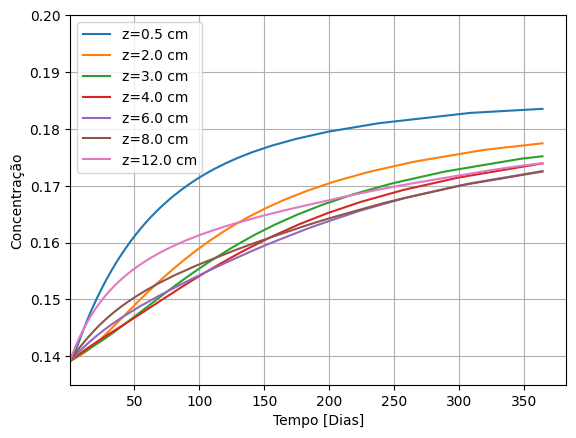 z=0.5 cm
z=2.0 cm
z=3.0 cm
z=4.0 cm
z=6.0 cm
z=8.0 cm
z=12.0 cm
0.20
0.19
0.18
0.17
0.16
0.15
0.14
Concentração
50 100 150 200 250 300 350
Tempo [Dias]